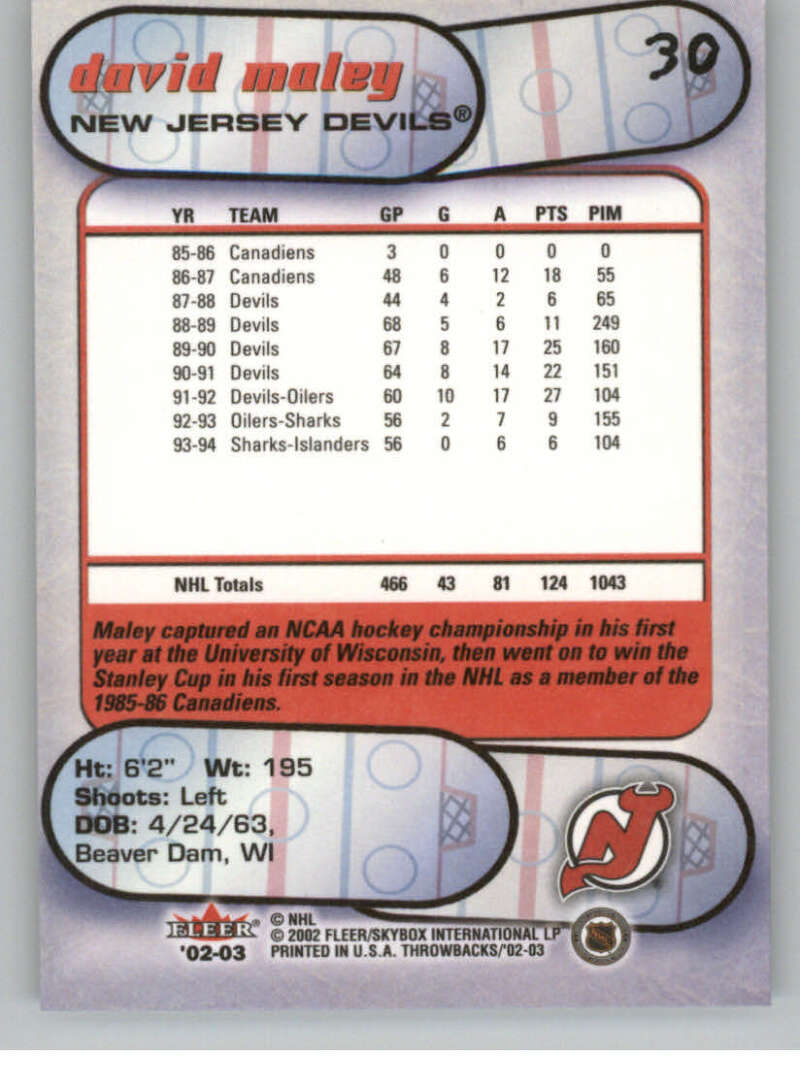 david maley
NEW JERSEY DEVILS®
30
YR TEAM GP G A PTS PIM
85-86 Canadiens 3 0 0 0 0
86-87 Canadiens 48 6 12 18 55
87-88 Devils 44 4 2 6 65
88-89 Devils 68 5 6 11 249
89-90 Devils 67 8 17 25 160
90-91 Devils 64 8 14 22 151
91-92 Devils-Oilers 60 10 17 27 104
92-93 Oilers-Sharks 56 2 7 9 155
93-94 Sharks-Islanders 56 0 6 6 104
NHL Totals 466 43 81 124 1043
Maley captured an NCAA hockey championship in his first
year at the University of Wisconsin, then went on to win the
Stanley Cup in his first season in the NHL as a member of the
1985-86 Canadiens.
Ht: 6'2" Wt: 195
Shoots: Left
DOB: 4/24/63,
Beaver Dam, WI
NJ
FLEER®
'02-03
© NHL
© 2002 FLEER/SKYBOX INTERNATIONAL LP
PRINTED IN U.S.A. THROWBACKS/'02-03